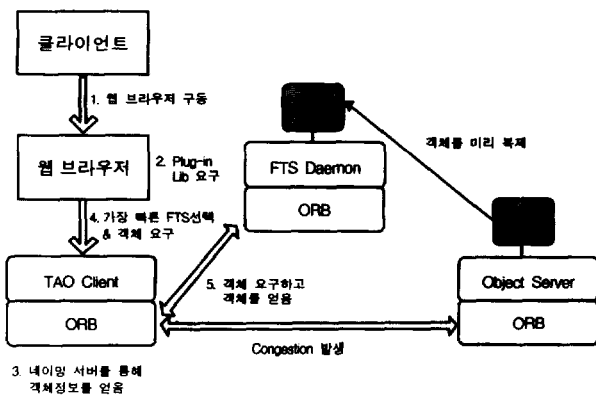 클라이언트
1. 웹 브라우저 구동
웹 브라우저
2. Plug-in
Lib 요구
FTS Daemon
ORB
객체를 미리 복제
4. 가장 빠른 FTS선택
& 객체 요구
TAO Client
ORB
5. 객체 요구하고
객체를 얻음
Object Server
ORB
Congestion 발생
3. 네이밍 서버를 통해
객체정보를 얻음